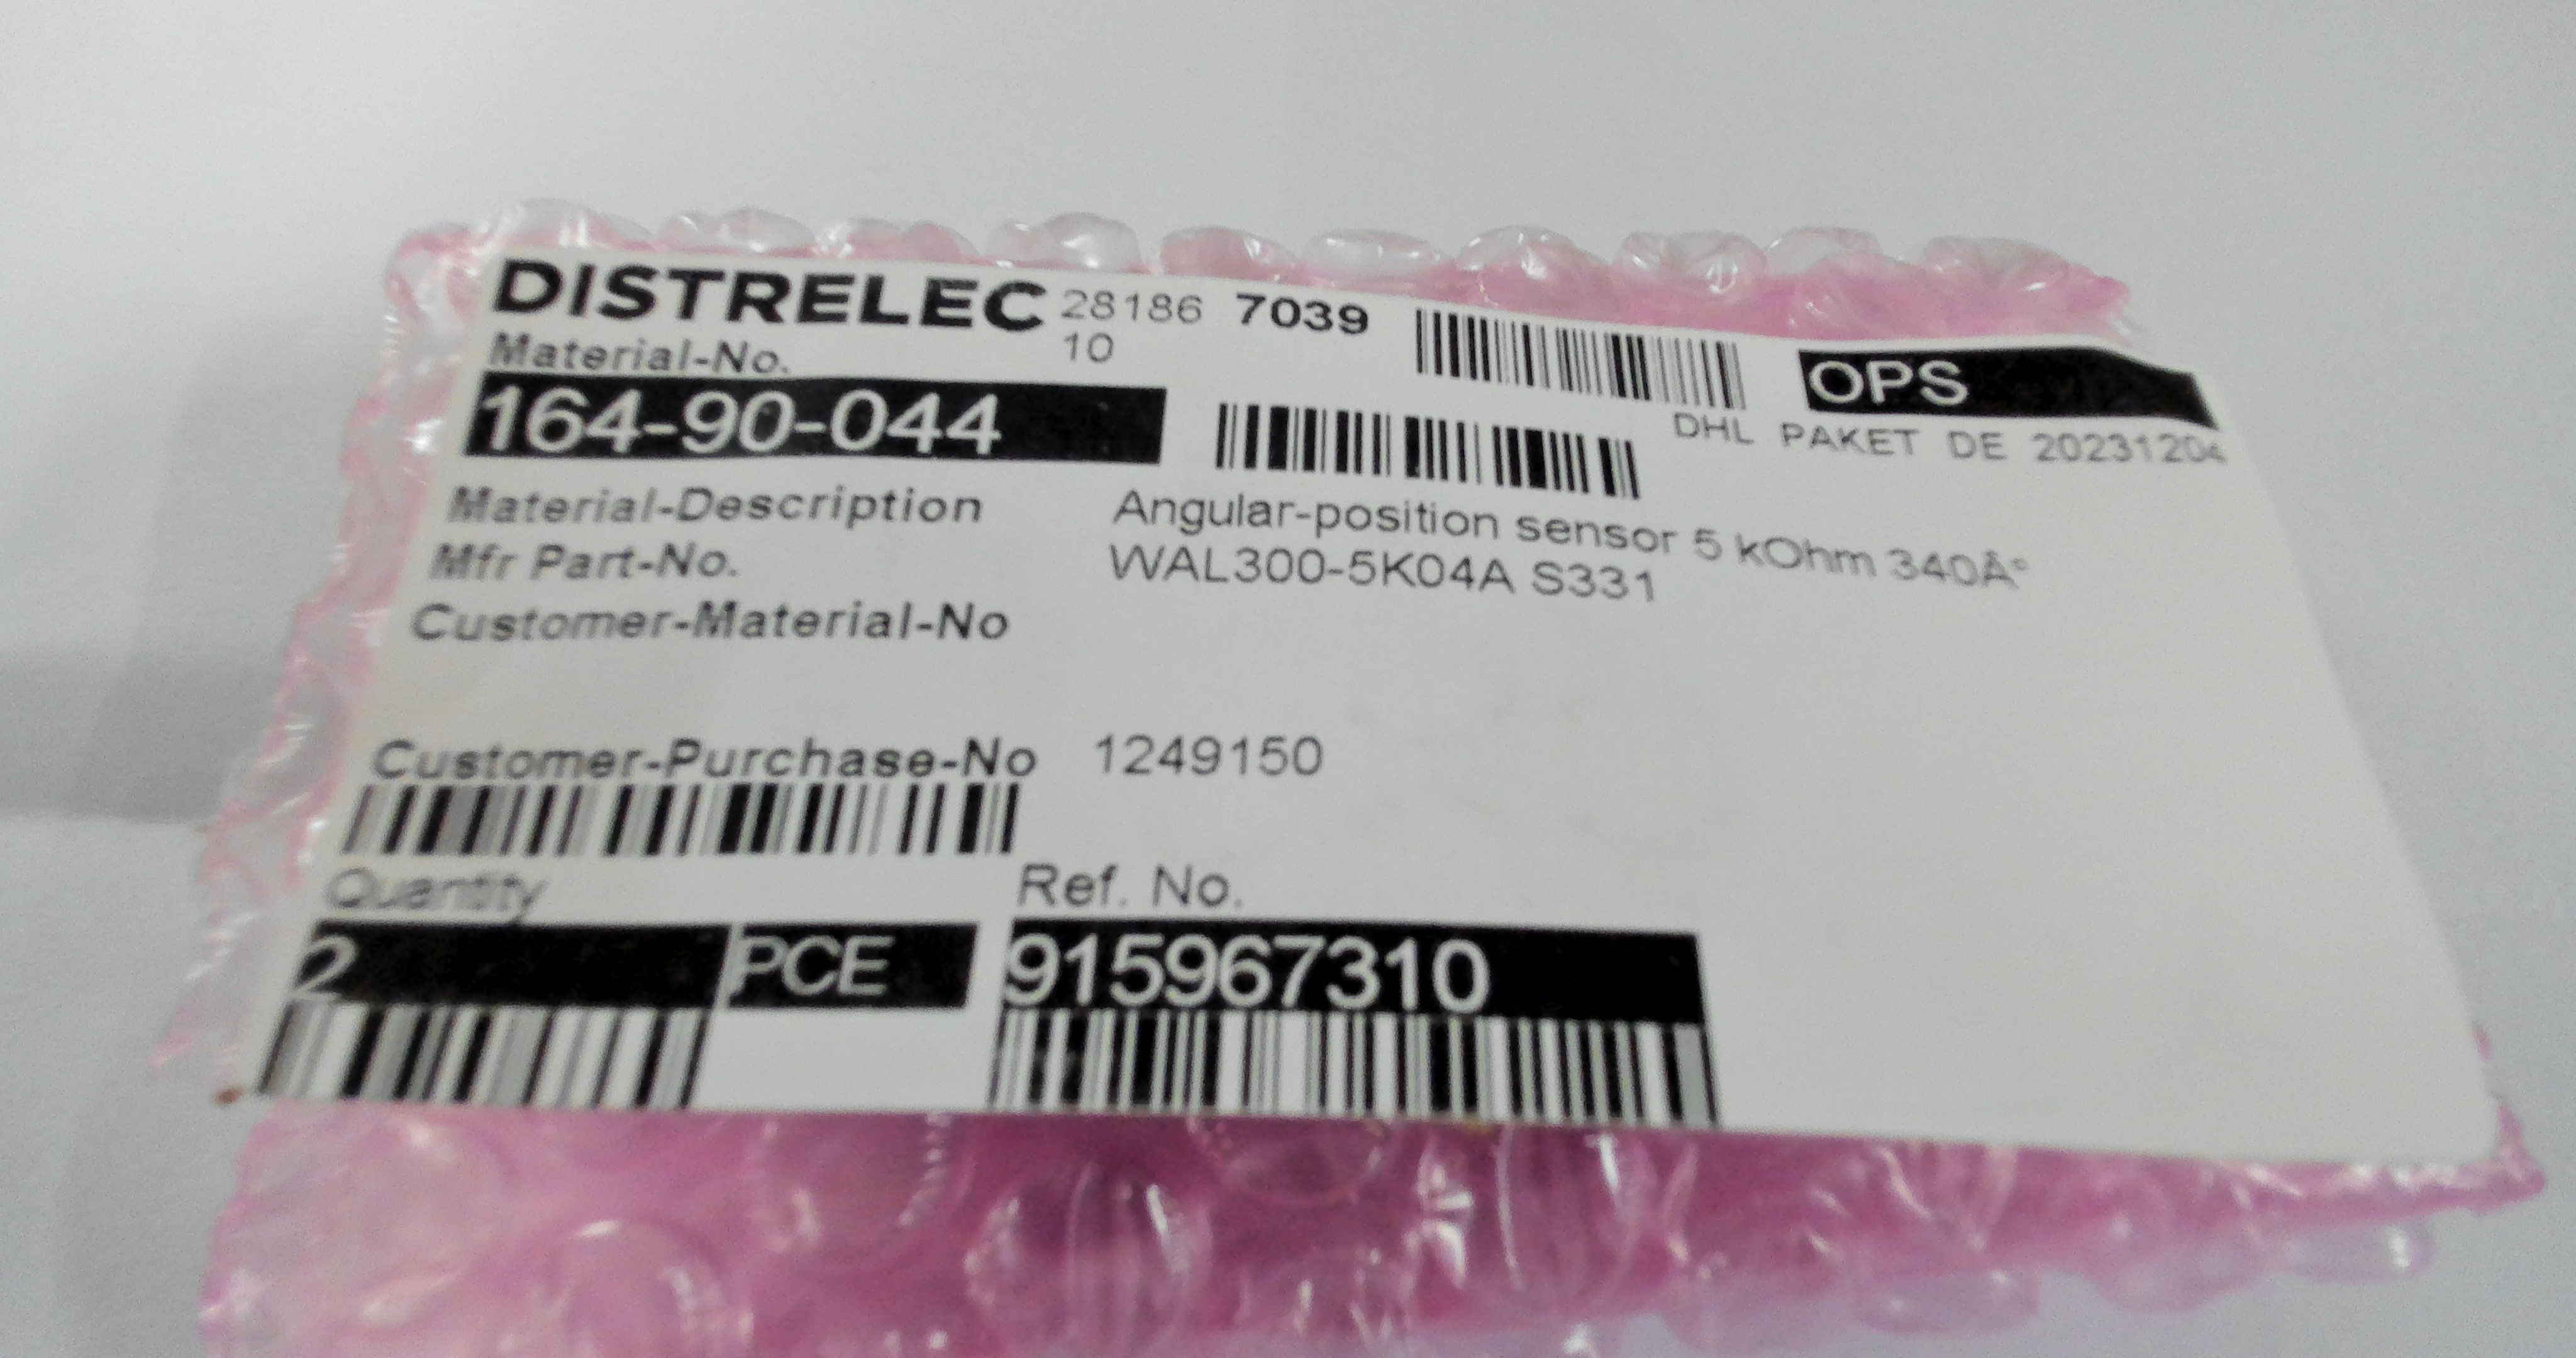 DISTRELEC 28186 7039
10
OPS
Material-No.
164-90-044
DHL PAKET DE 20231204
Material-Description Angular-position sensor 5 kOhm 340Â°
Mfr Part-No. WAL300-5K04A S331
Customer-Material-No
Customer-Purchase-No 1249150
Quantity Ref. No.
2 PCE 915967310